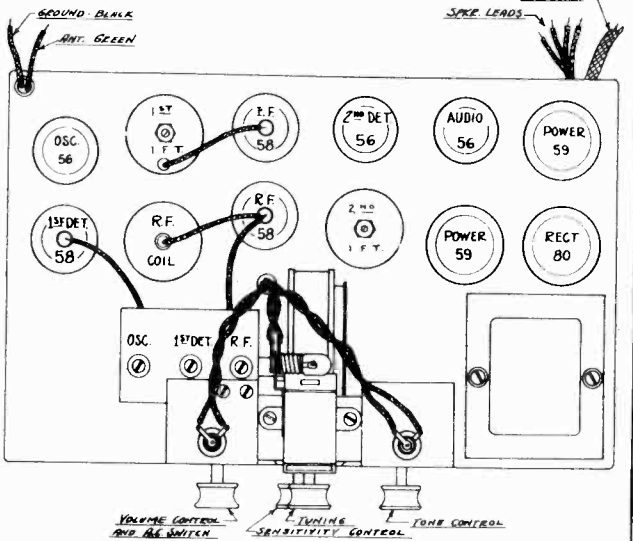 GROUND-BLACK
ANT. GREEN
SPKR. LEADS
OSC.
56
1ST
1 F T.
I.F.
58
2ND DET
56
AUDIO
56
POWER
59
1ST DET.
58
R.F.
COIL
R.F.
58
2ND
1 F T.
POWER
59
RECT
80
OSC.
1ST DET.
R.F.
VOLUME CONTROL
AND A.C. SWITCH
TUNING
SENSITIVITY CONTROL
TONE CONTROL